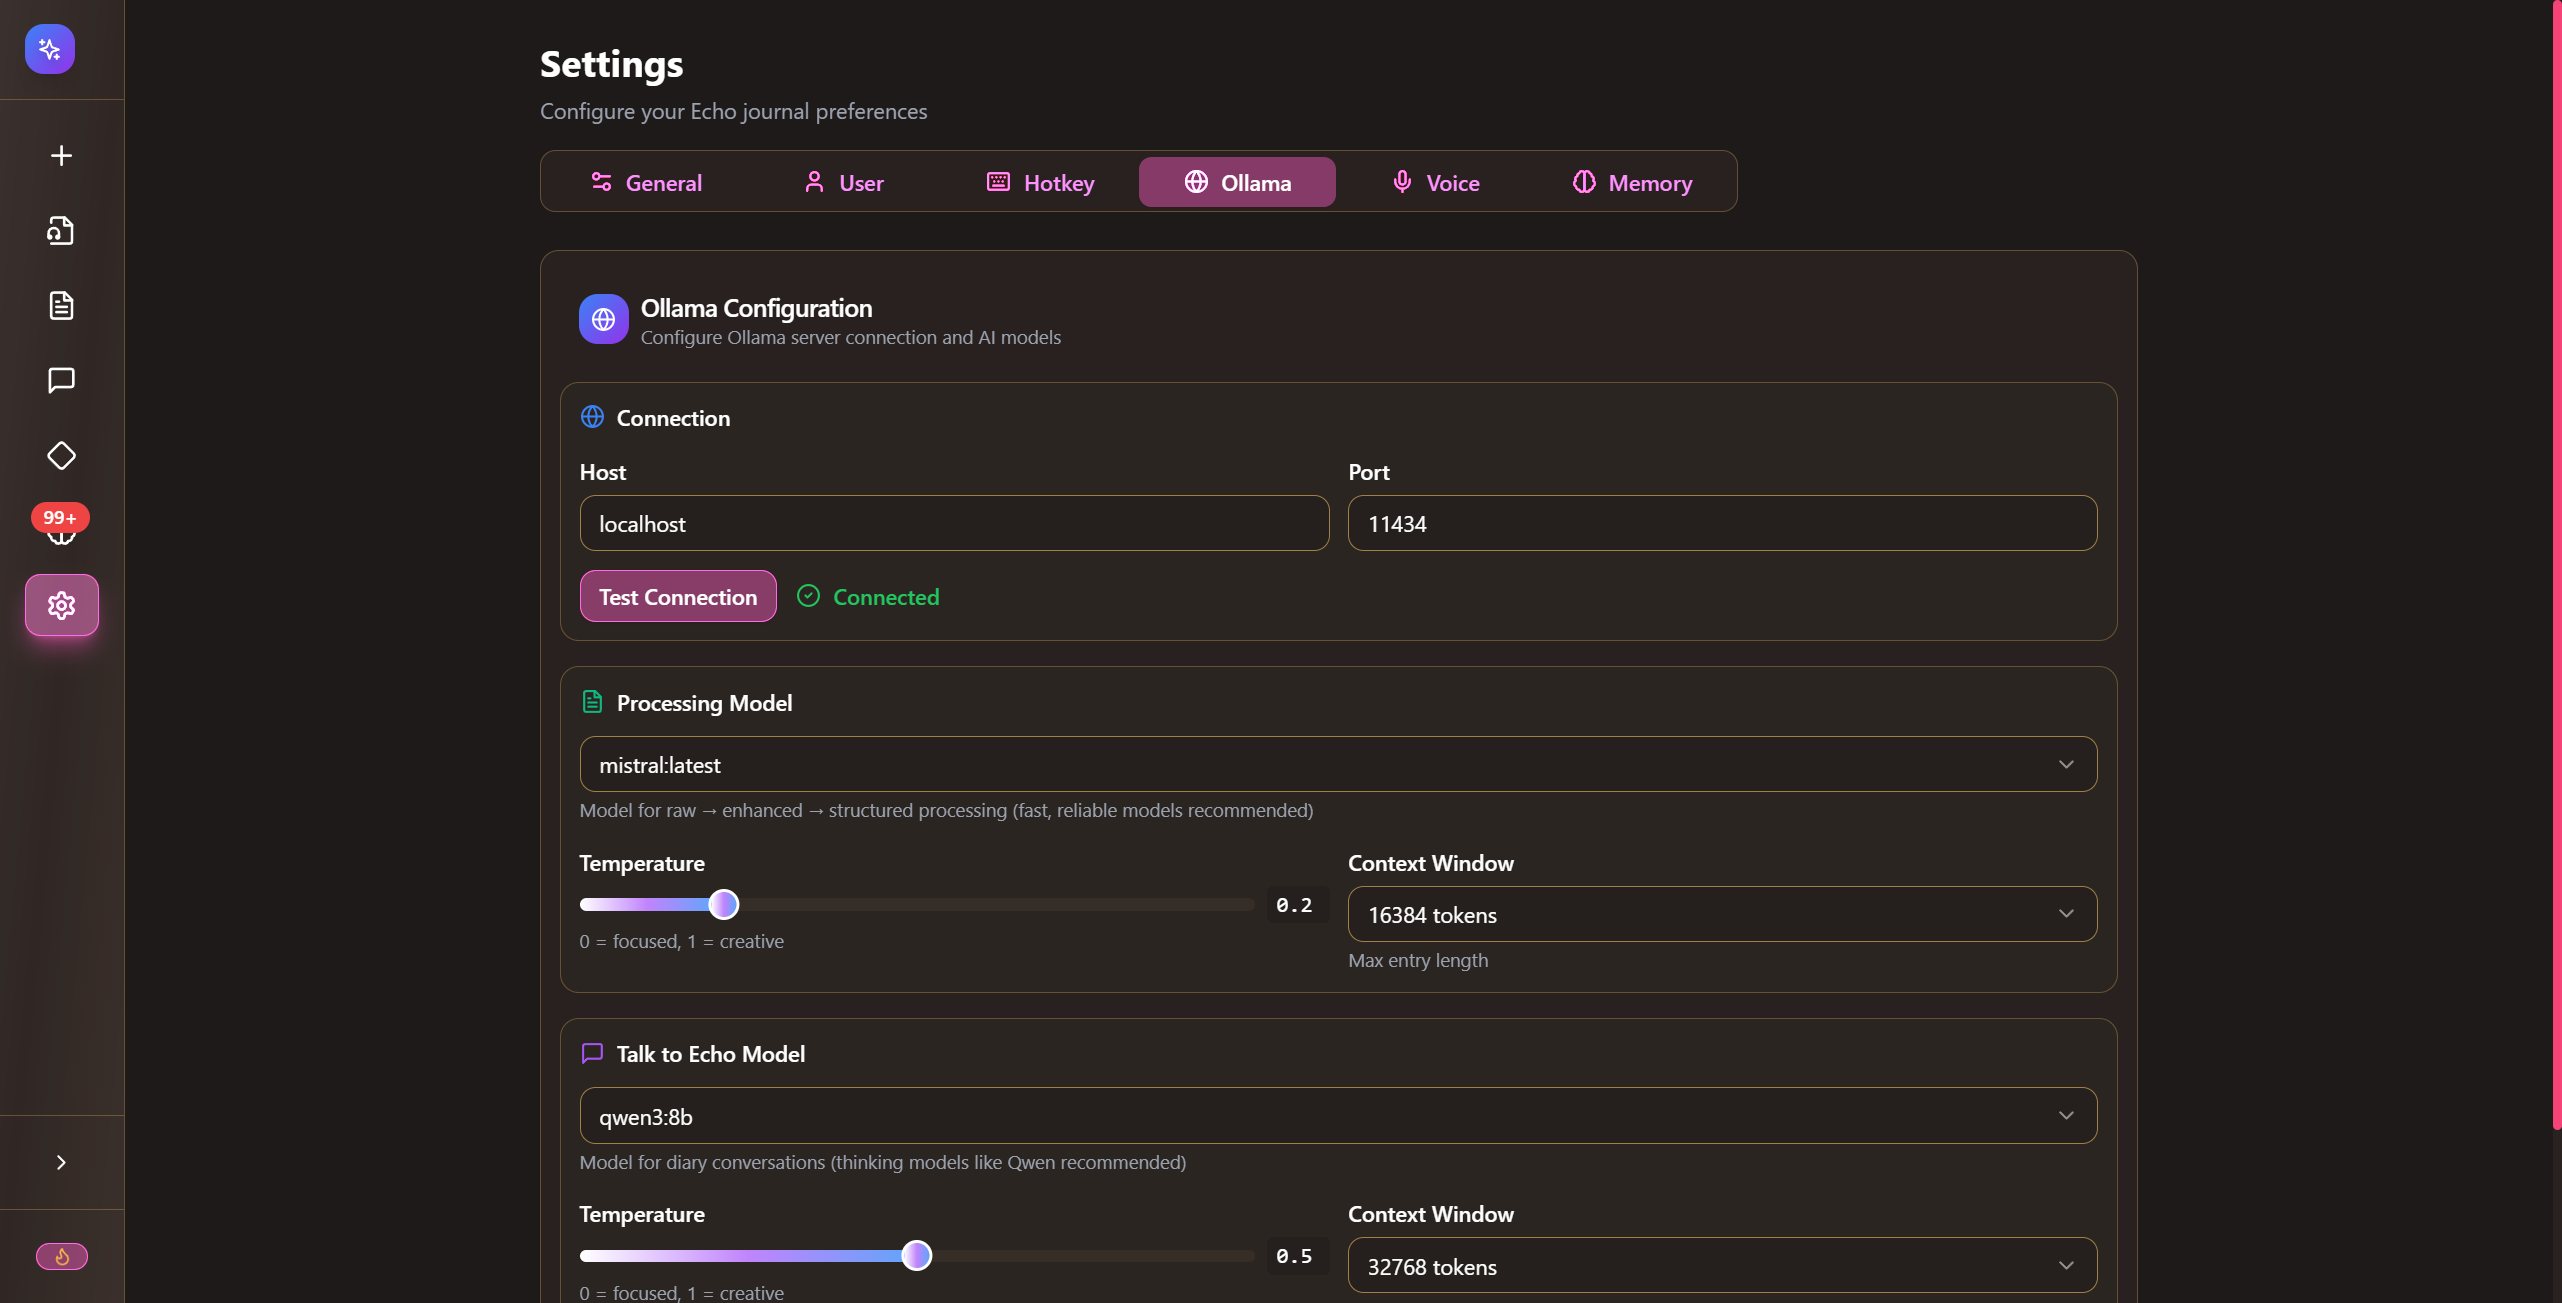 Settings
Configure your Echo journal preferences
General
User
Hotkey
Ollama
Voice
Memory
Ollama Configuration
Configure Ollama server connection and AI models
Connection
Host
Port
localhost
11434
Test Connection
Connected
99+
Processing Model
mistral:latest
Model for raw → enhanced → structured processing (fast, reliable models recommended)
Temperature
Context Window
0.2
16384 tokens
0 = focused, 1 = creative
Max entry length
Talk to Echo Model
qwen3:8b
Model for diary conversations (thinking models like Qwen recommended)
Temperature
Context Window
0.5
32768 tokens
0 = focused, 1 = creative